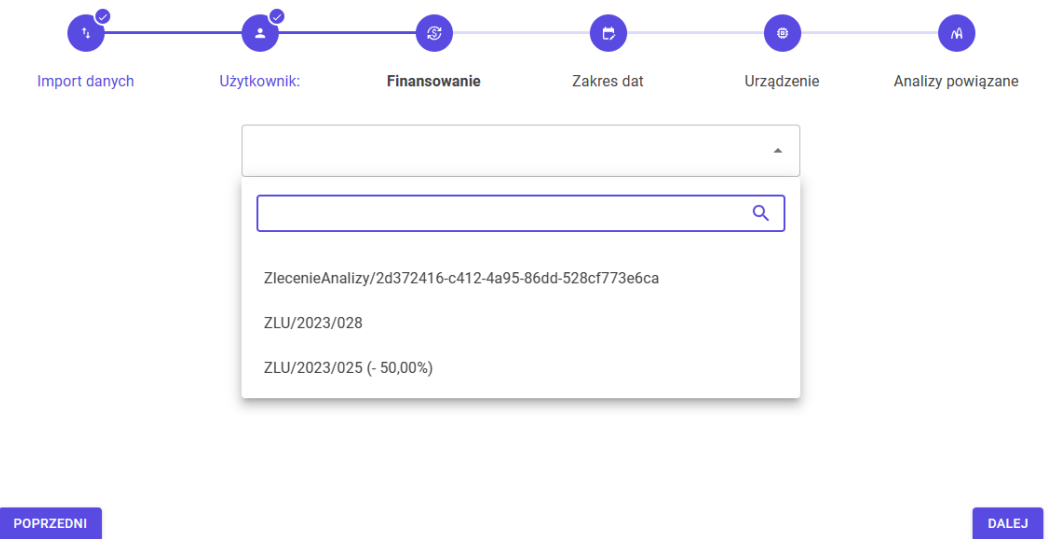 Import danych
Użytkownik:
Finansowanie
Zakres dat
Urządzenie
Analizy powiązane
ZlecenieAnalizy/2d372416-c412-4a95-86dd-528cf773e6ca
ZLU/2023/028
ZLU/2023/025 (- 50,00%)
POPRZEDNI
DALEJ